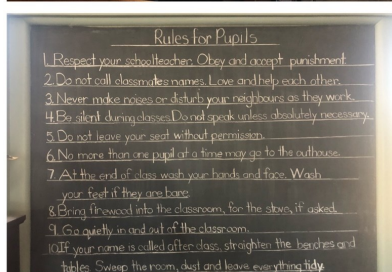 Rules for Pupils
1. Respect your schoolteacher. Obey and accept punishment.
2. Do not call classmates names. Love and help each other.
3. Never make noises or disturb your neighbours as they work.
4. Be silent during classes. Do not speak unless absolutely necessary.
5. Do not leave your seat without permission.
6. No more than one pupil at a time may go to the outhouse.
7. At the end of class wash your hands and face. Wash
your feet if they are bare.
8. Bring firewood into the classroom, for the stove, if asked.
9. Go quietly in and out of the classroom.
10. If your name is called after class, straighten the benches and
tables. Sweep the room, dust and leave everything tidy.